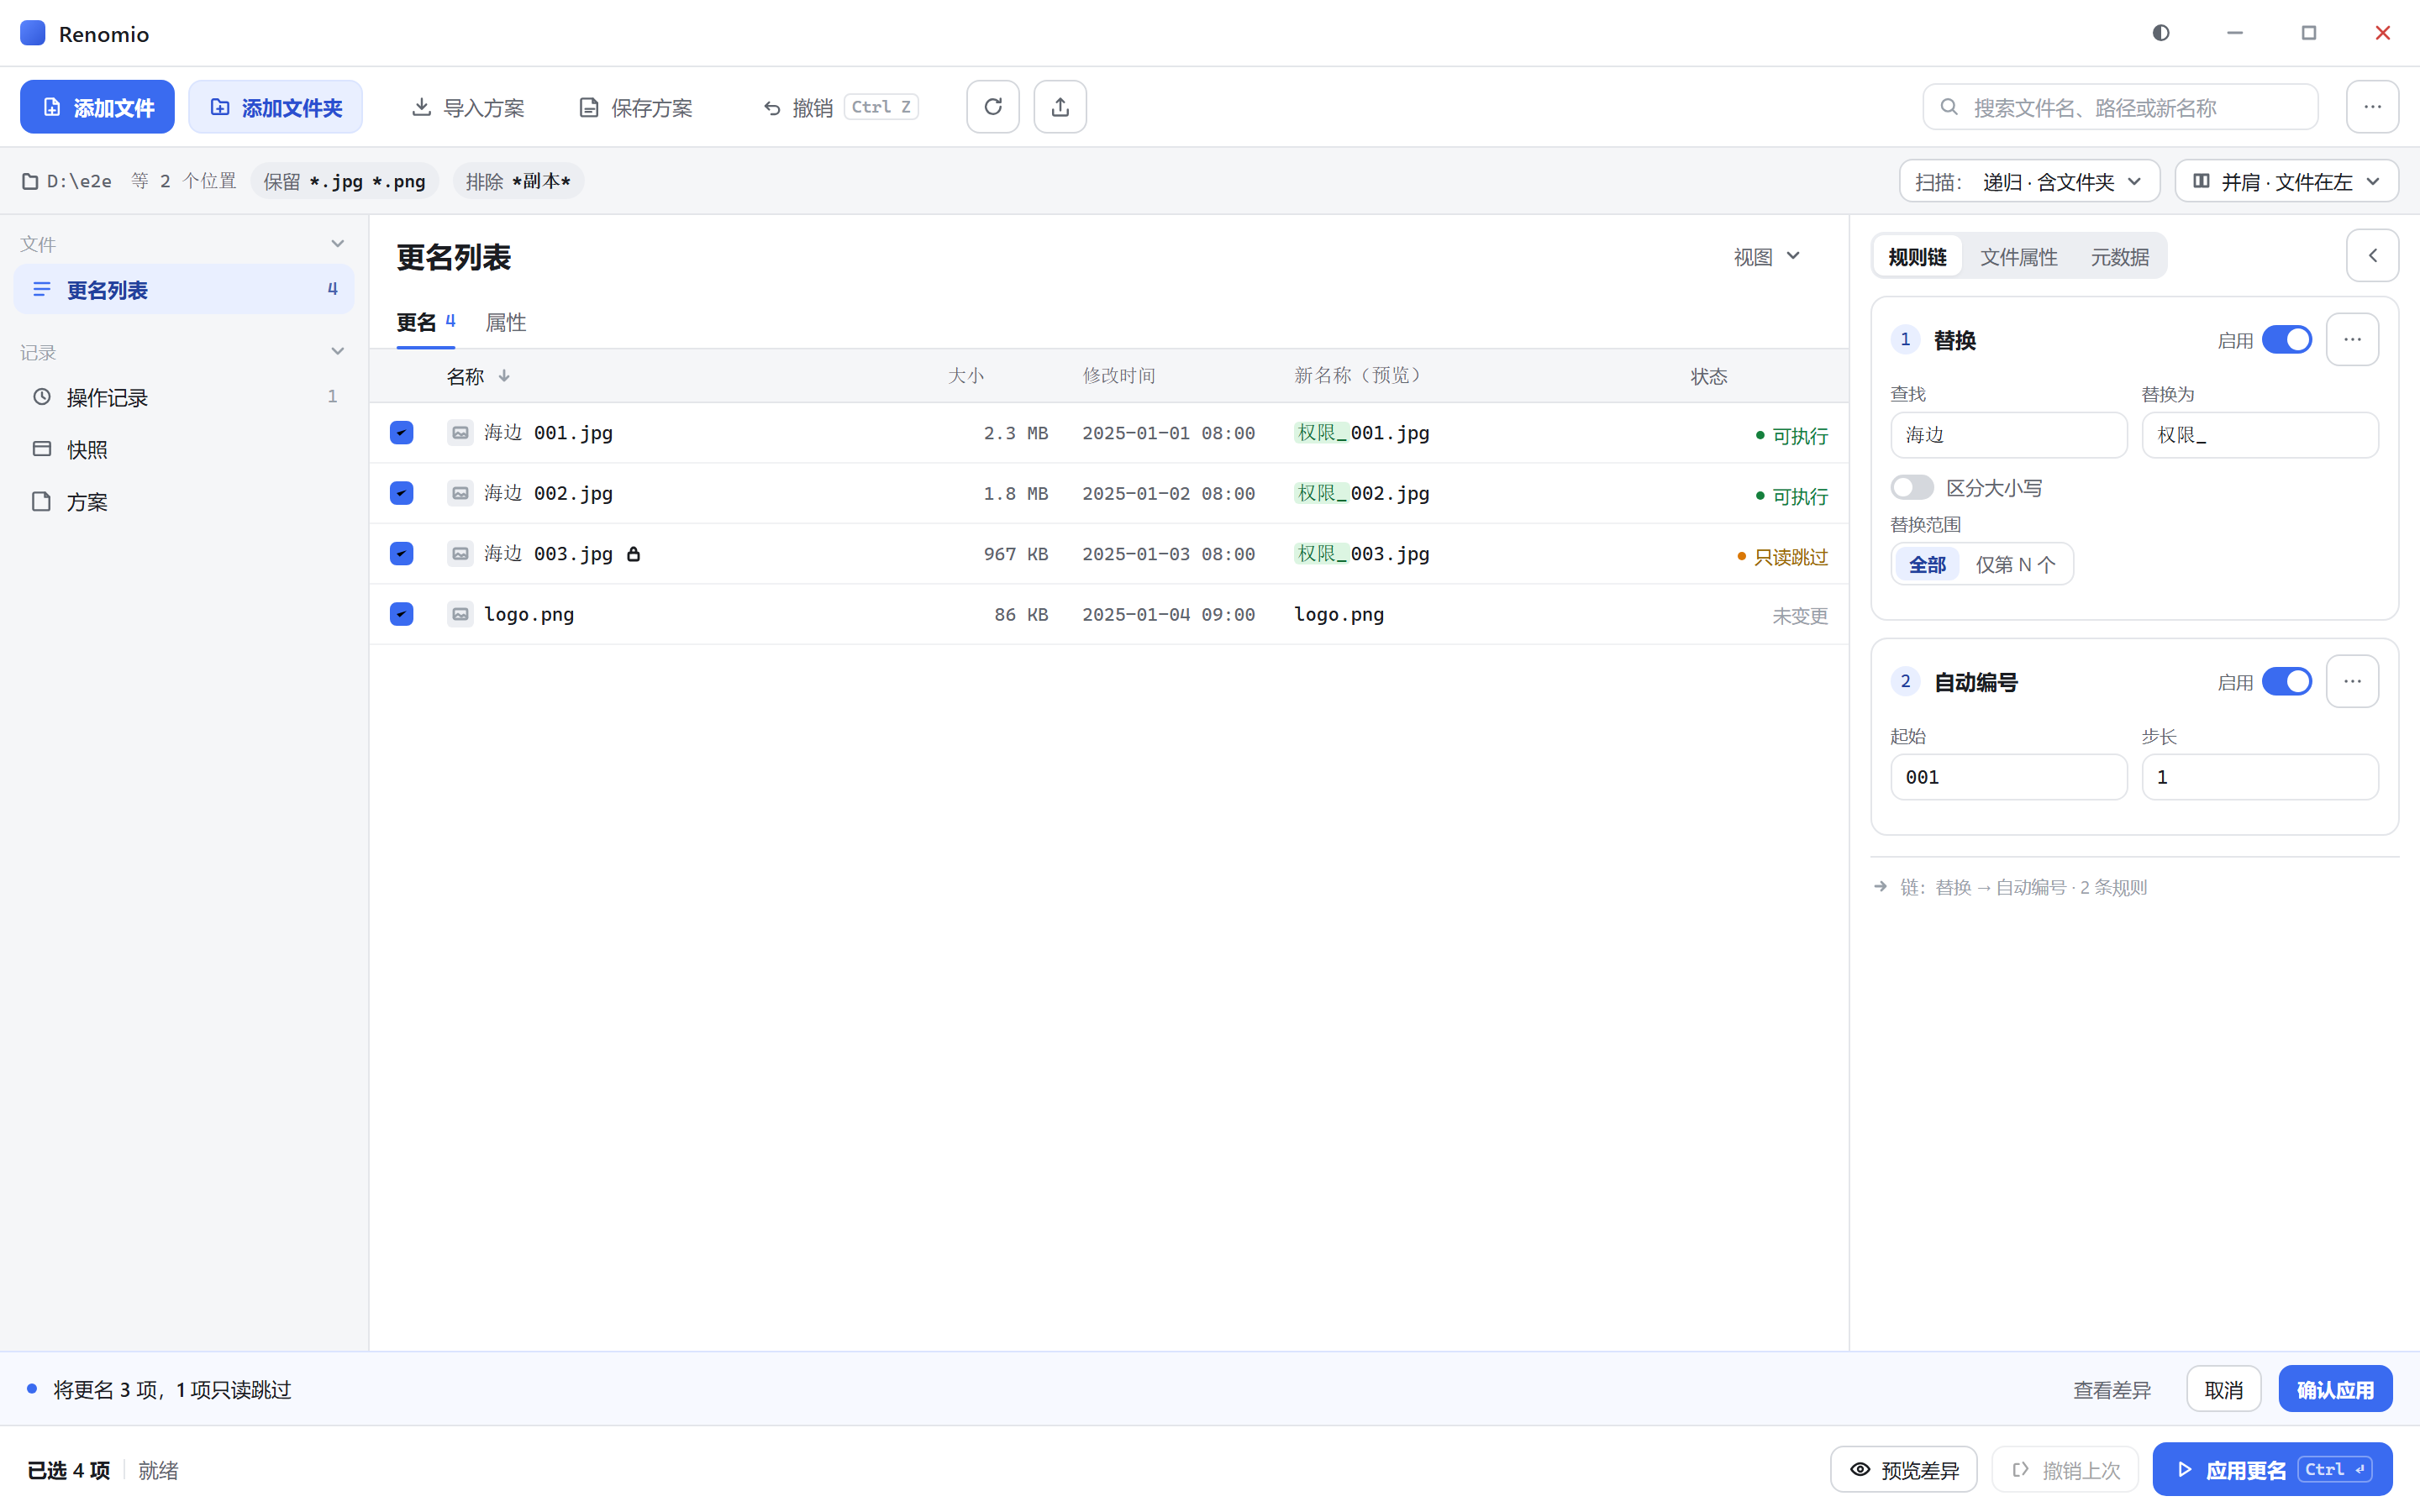 Renomio
添加文件 添加文件夹 导入方案 保存方案 撤销 Ctrl Z 搜索文件名、路径或新名称 ···
D:\e2e 等 2 个位置 保留 *.jpg *.png 排除 *副本* 扫描： 递归 · 含文件夹 并肩 · 文件在左
文件
更名列表 4
记录
操作记录 1
快照
方案
更名列表 视图
更名 4 属性
名称 大小 修改时间 新名称（预览） 状态
海边 001.jpg 2.3 MB 2025-01-01 08:00 权限_001.jpg 可执行
海边 002.jpg 1.8 MB 2025-01-02 08:00 权限_002.jpg 可执行
海边 003.jpg 967 KB 2025-01-03 08:00 权限_003.jpg 只读跳过
logo.png 86 KB 2025-01-04 09:00 logo.png 未变更
规则链 文件属性 元数据
1 替换 启用 ···
查找 替换为
海边 权限_
区分大小写
替换范围
全部 仅第 N 个
2 自动编号 启用 ···
起始 步长
001 1
链：替换 → 自动编号 · 2 条规则
将更名 3 项，1 项只读跳过 查看差异 取消 确认应用
已选 4 项 就绪 预览差异 撤销上次 应用更名 Ctrl ⏎